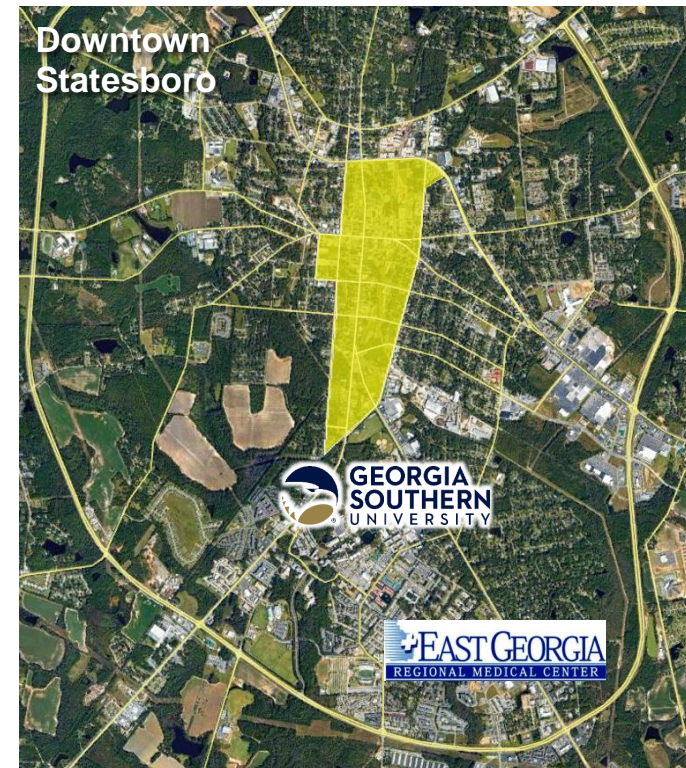 Downtown
Statesboro
GEORGIA
SOUTHERN
UNIVERSITY
EAST GEORGIA
REGIONAL MEDICAL CENTER